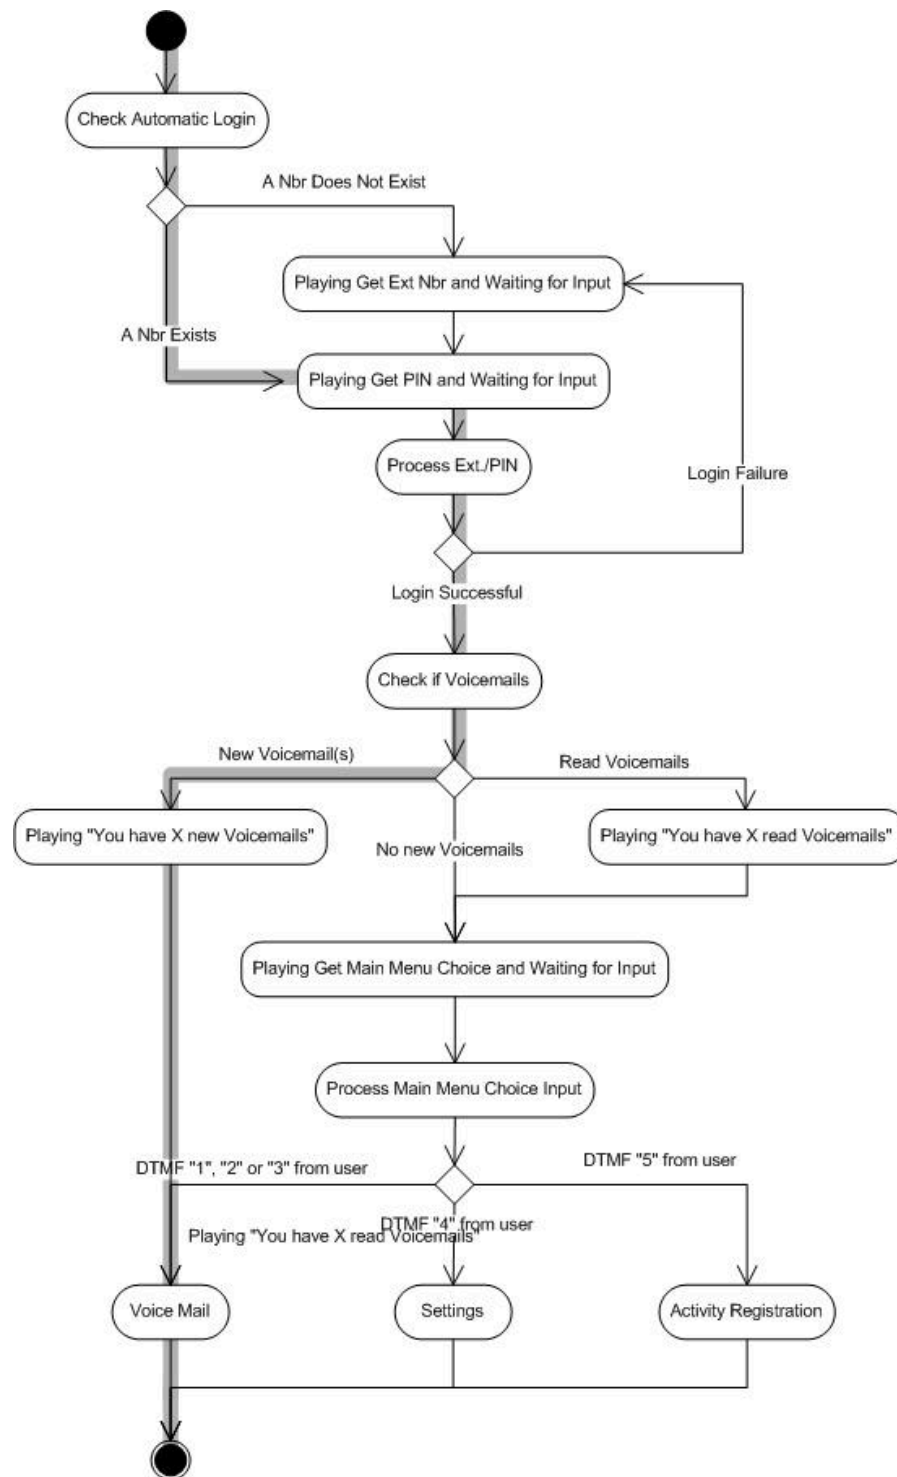 Check Automatic Login
A Nbr Does Not Exist
Playing Get Ext Nbr and Waiting for Input
A Nbr Exists
Playing Get PIN and Waiting for Input
Process Ext./PIN
Login Failure
Login Successful
Check if Voicemails
New Voicemail(s)
Read Voicemails
Playing "You have X new Voicemails"
Playing "You have X read Voicemails"
No new Voicemails
Playing Get Main Menu Choice and Waiting for Input
Process Main Menu Choice Input
DTMF "1", "2" or "3" from user
DTMF "5" from user
DTMF "4" from user
Playing "You have X read Voicemails"
Voice Mail
Settings
Activity Registration